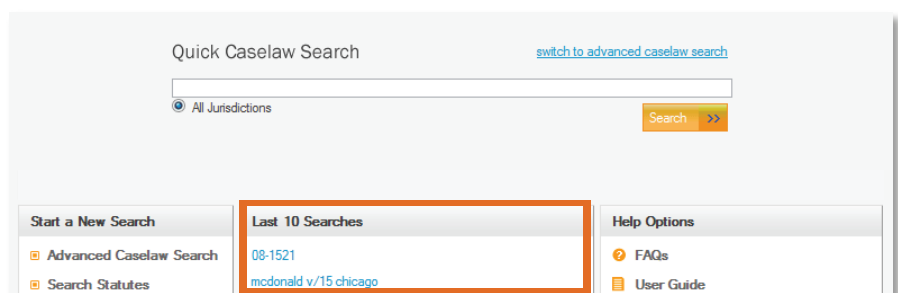 Quick Caselaw Search
switch to advanced caselaw search
All Jurisdictions
Search >>
Start a New Search
Advanced Caselaw Search
Search Statutes
Last 10 Searches
08-1521
mcdonald v/15 chicago
Help Options
? FAQs
User Guide